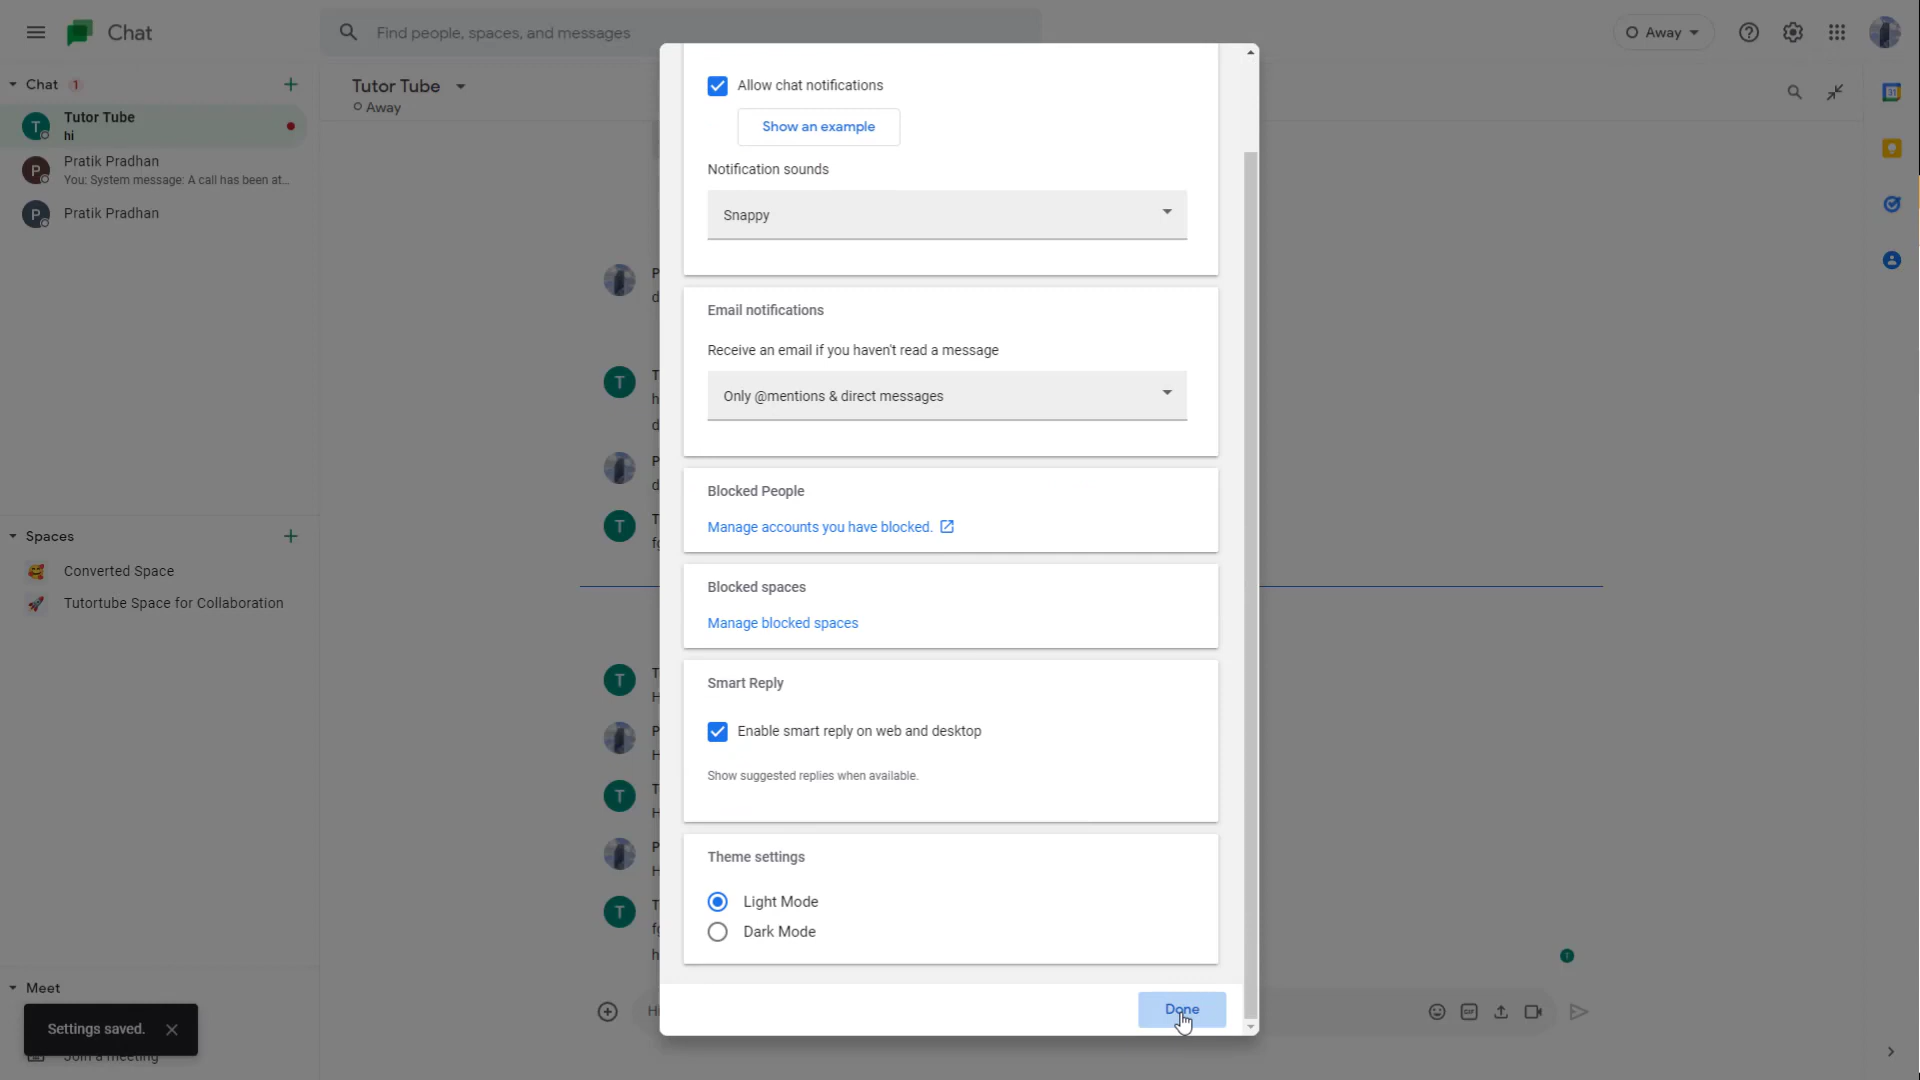 Chat
Find people, spaces, and messages
Away
Chat 1
Tutor Tube
hi
T
Pratik Pradhan
You: System message: A call has been at...
P
Pratik Pradhan
P
Spaces
Converted Space
Tutortube Space for Collaboration
Meet
Settings saved.
Tutor Tube
Away
T
T
T
T
T
Allow chat notifications
Show an example
Notification sounds
Snappy
Email notifications
Receive an email if you haven't read a message
Only @mentions & direct messages
Blocked People
Manage accounts you have blocked.
Blocked spaces
Manage blocked spaces
Smart Reply
Enable smart reply on web and desktop
Show suggested replies when available.
Theme settings
Light Mode
Dark Mode
Done
GIF
31